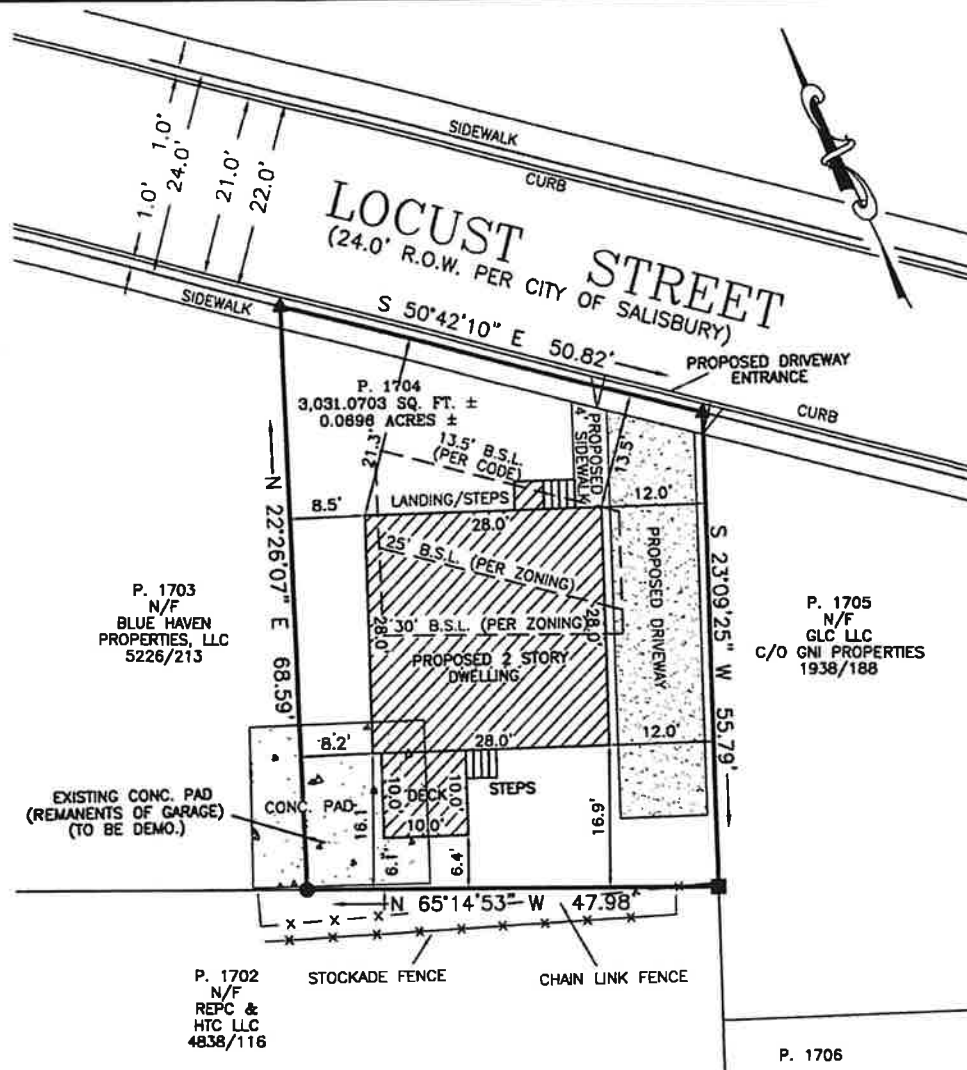 SIDEWALK
CURB
1.0'
24.0'
1.0'
21.0'
22.0'
LOCUST STREET
(24.0' R.O.W. PER CITY OF SALISBURY)
SIDEWALK
S 50°42'10" E 50.82'
PROPOSED DRIVEWAY
ENTRANCE
CURB
P. 1704
3,031.0703 SQ. FT. ±
0.0696 ACRES ±
21.3'
13.5' B.S.L.
(PER CODE)
4' PROPOSED
SIDEWALK
13.5'
8.5'
LANDING/STEPS
28.0'
12.0'
N 22°26'07" E 68.59'
S 23°09'25" W 55.79'
25' B.S.L. (PER ZONING)
28.0'
30' B.S.L. (PER ZONING)
28.0'
PROPOSED 2 STORY
DWELLING
PROPOSED DRIVEWAY
P. 1703
N/F
BLUE HAVEN
PROPERTIES, LLC
5226/213
P. 1705
N/F
GLC LLC
C/O GNI PROPERTIES
1938/188
8.2'
28.0'
12.0'
EXISTING CONC. PAD
(REMANENTS OF GARAGE)
(TO BE DEMO.)
CONC. PAD
16.1'
10.0'
DECK
10.0'
10.0'
STEPS
16.9'
6.1'
6.4'
N 65°14'53" W 47.98'
STOCKADE FENCE
CHAIN LINK FENCE
P. 1702
N/F
REPC &
HTC LLC
4838/116
P. 1706